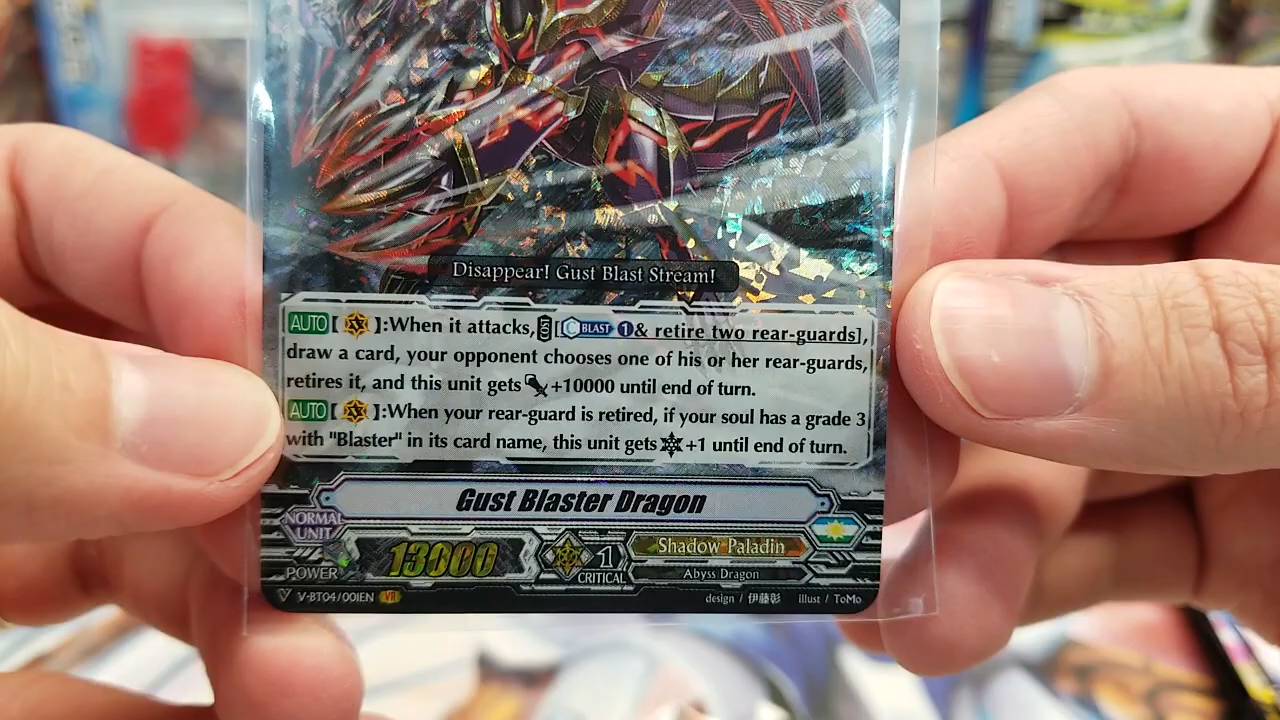 Disappear! Gust Blast Stream!
AUTO [ ]:When it attacks, COST [C BLAST 1 & retire two rear-guards],
draw a card, your opponent chooses one of his or her rear-guards,
retires it, and this unit gets +10000 until end of turn.
AUTO [ ]:When your rear-guard is retired, if your soul has a grade 3
with "Blaster" in its card name, this unit gets +1 until end of turn.
Gust Blaster Dragon
NORMAL
UNIT
POWER 13000
1
CRITICAL
Shadow Paladin
Abyss Dragon
V-BT04/001EN VR
design / 伊藤彰 illust / ToMo